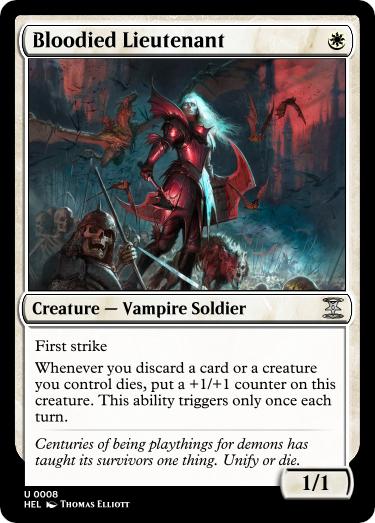 Bloodied Lieutenant
Creature — Vampire Soldier
First strike
Whenever you discard a card or a creature
you control dies, put a +1/+1 counter on this
creature. This ability triggers only once each
turn.
Centuries of being playthings for demons has
taught its survivors one thing. Unify or die.
1/1
U 0008
HEL Thomas Elliott